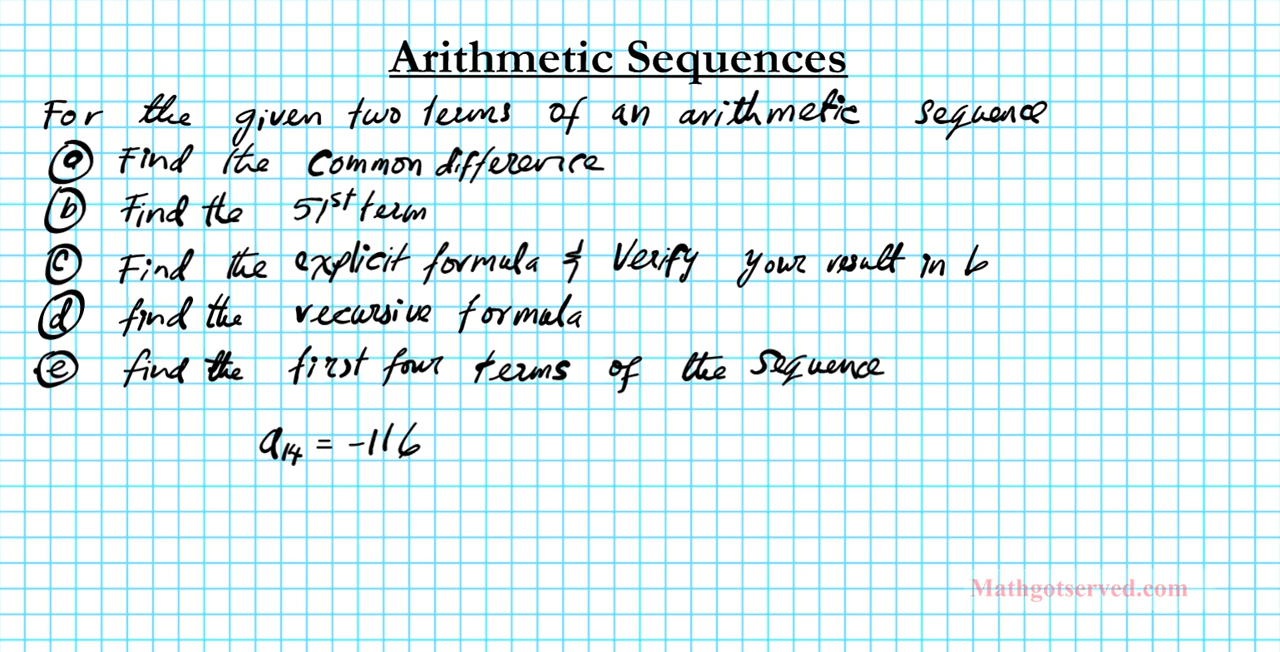 Arithmetic Sequences
For the given two terms of an arithmetic sequence
(a) Find the Common difference
(b) Find the 51st term
(c) Find the explicit formula & Verify your result in b
(d) find the recursive formula
(e) find the first four terms of the Sequence
a14 = -116
Mathgotserved.com